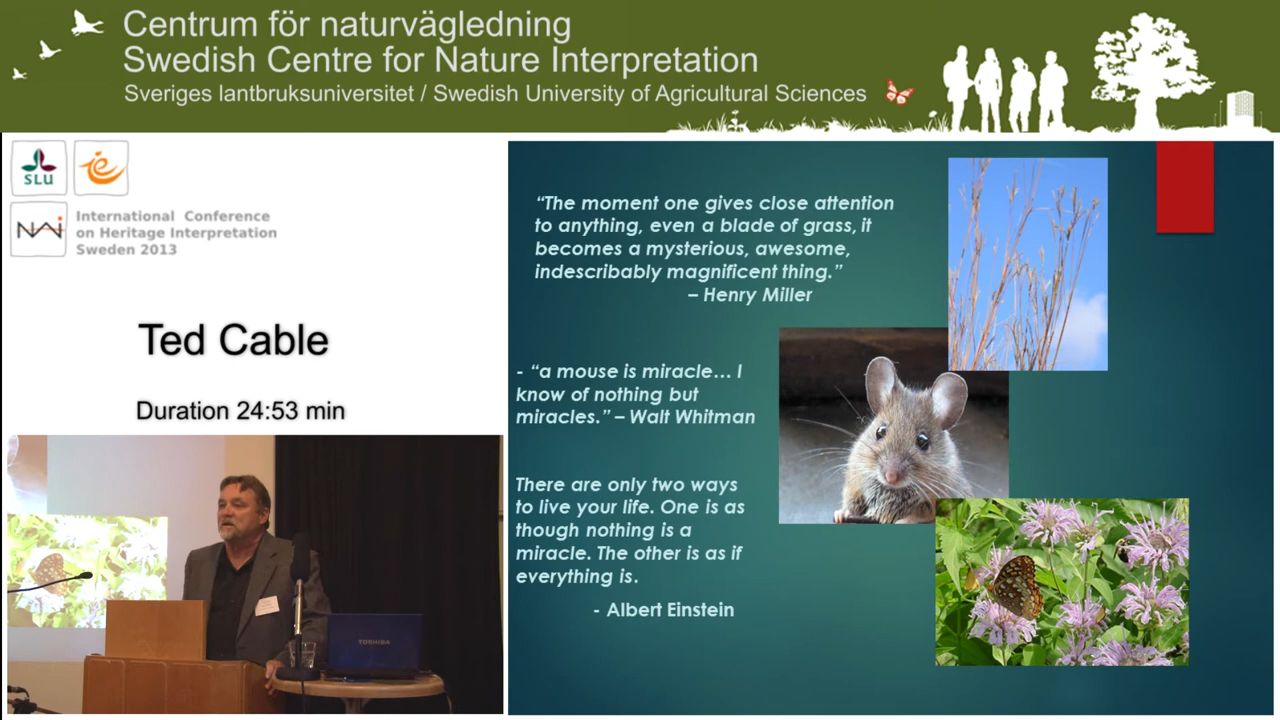 Centrum för naturvägledning
Swedish Centre for Nature Interpretation
Sveriges lantbruksuniversitet / Swedish University of Agricultural Sciences
SLU
ie
NAi
International Conference
on Heritage Interpretation
Sweden 2013
Ted Cable
Duration 24:53 min
TOSHIBA
“The moment one gives close attention
to anything, even a blade of grass, it
becomes a mysterious, awesome,
indescribably magnificent thing.”
– Henry Miller
- “a mouse is miracle… I
know of nothing but
miracles.” – Walt Whitman
There are only two ways
to live your life. One is as
though nothing is a
miracle. The other is as if
everything is.
- Albert Einstein